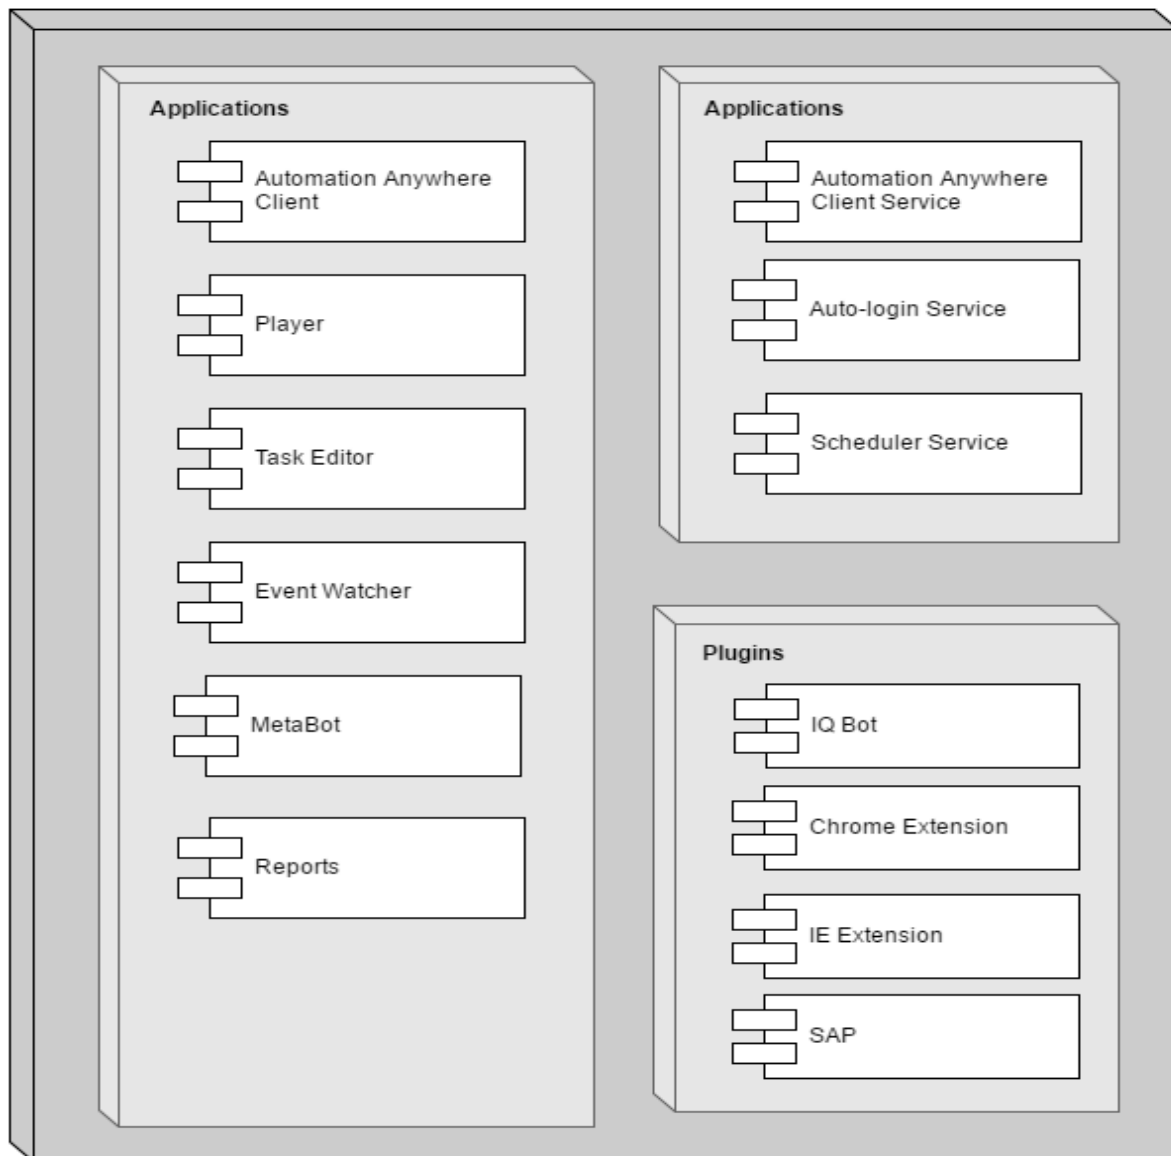 Applications
Automation Anywhere
Client
Player
Task Editor
Event Watcher
MetaBot
Reports
Applications
Automation Anywhere
Client Service
Auto-login Service
Scheduler Service
Plugins
IQ Bot
Chrome Extension
IE Extension
SAP